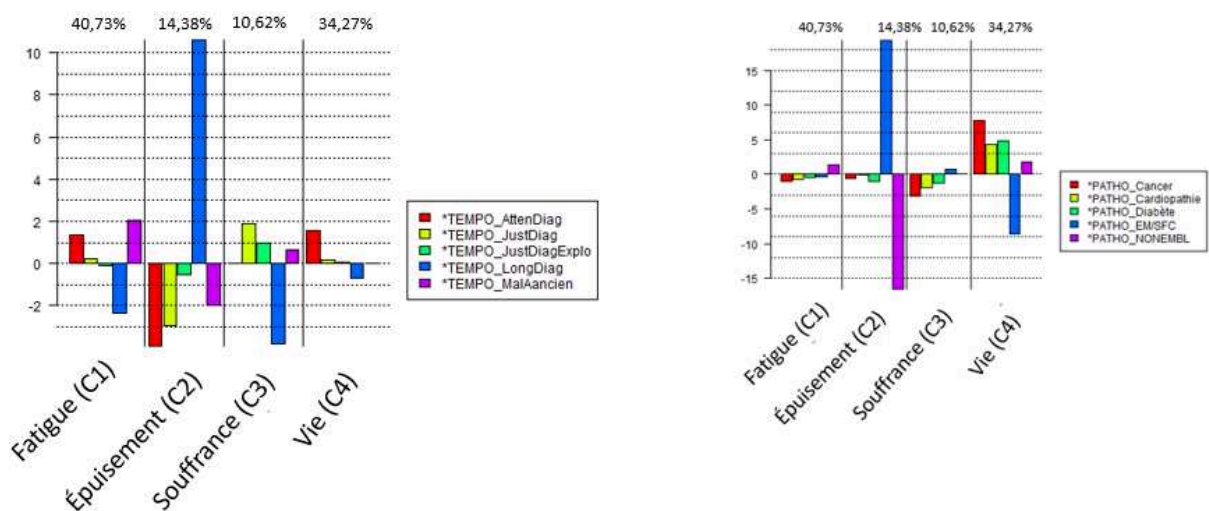 40,73% 14,38% 10,62% 34,27%
10
8
6
4
2
0
-2
Fatigue (C1)
Épuisement (C2)
Souffrance (C3)
Vie (C4)
*TEMPO_AttenDiag
*TEMPO_JustDiag
*TEMPO_JustDiagExplo
*TEMPO_LongDiag
*TEMPO_MalAancien
40,73% 14,38% 10,62% 34,27%
15
10
5
0
-5
-10
-15
Fatigue (C1)
Épuisement (C2)
Souffrance (C3)
Vie (C4)
*PATHO_Cancer
*PATHO_Cardiopathie
*PATHO_Diabète
*PATHO_EM/SFC
*PATHO_NONEMBL